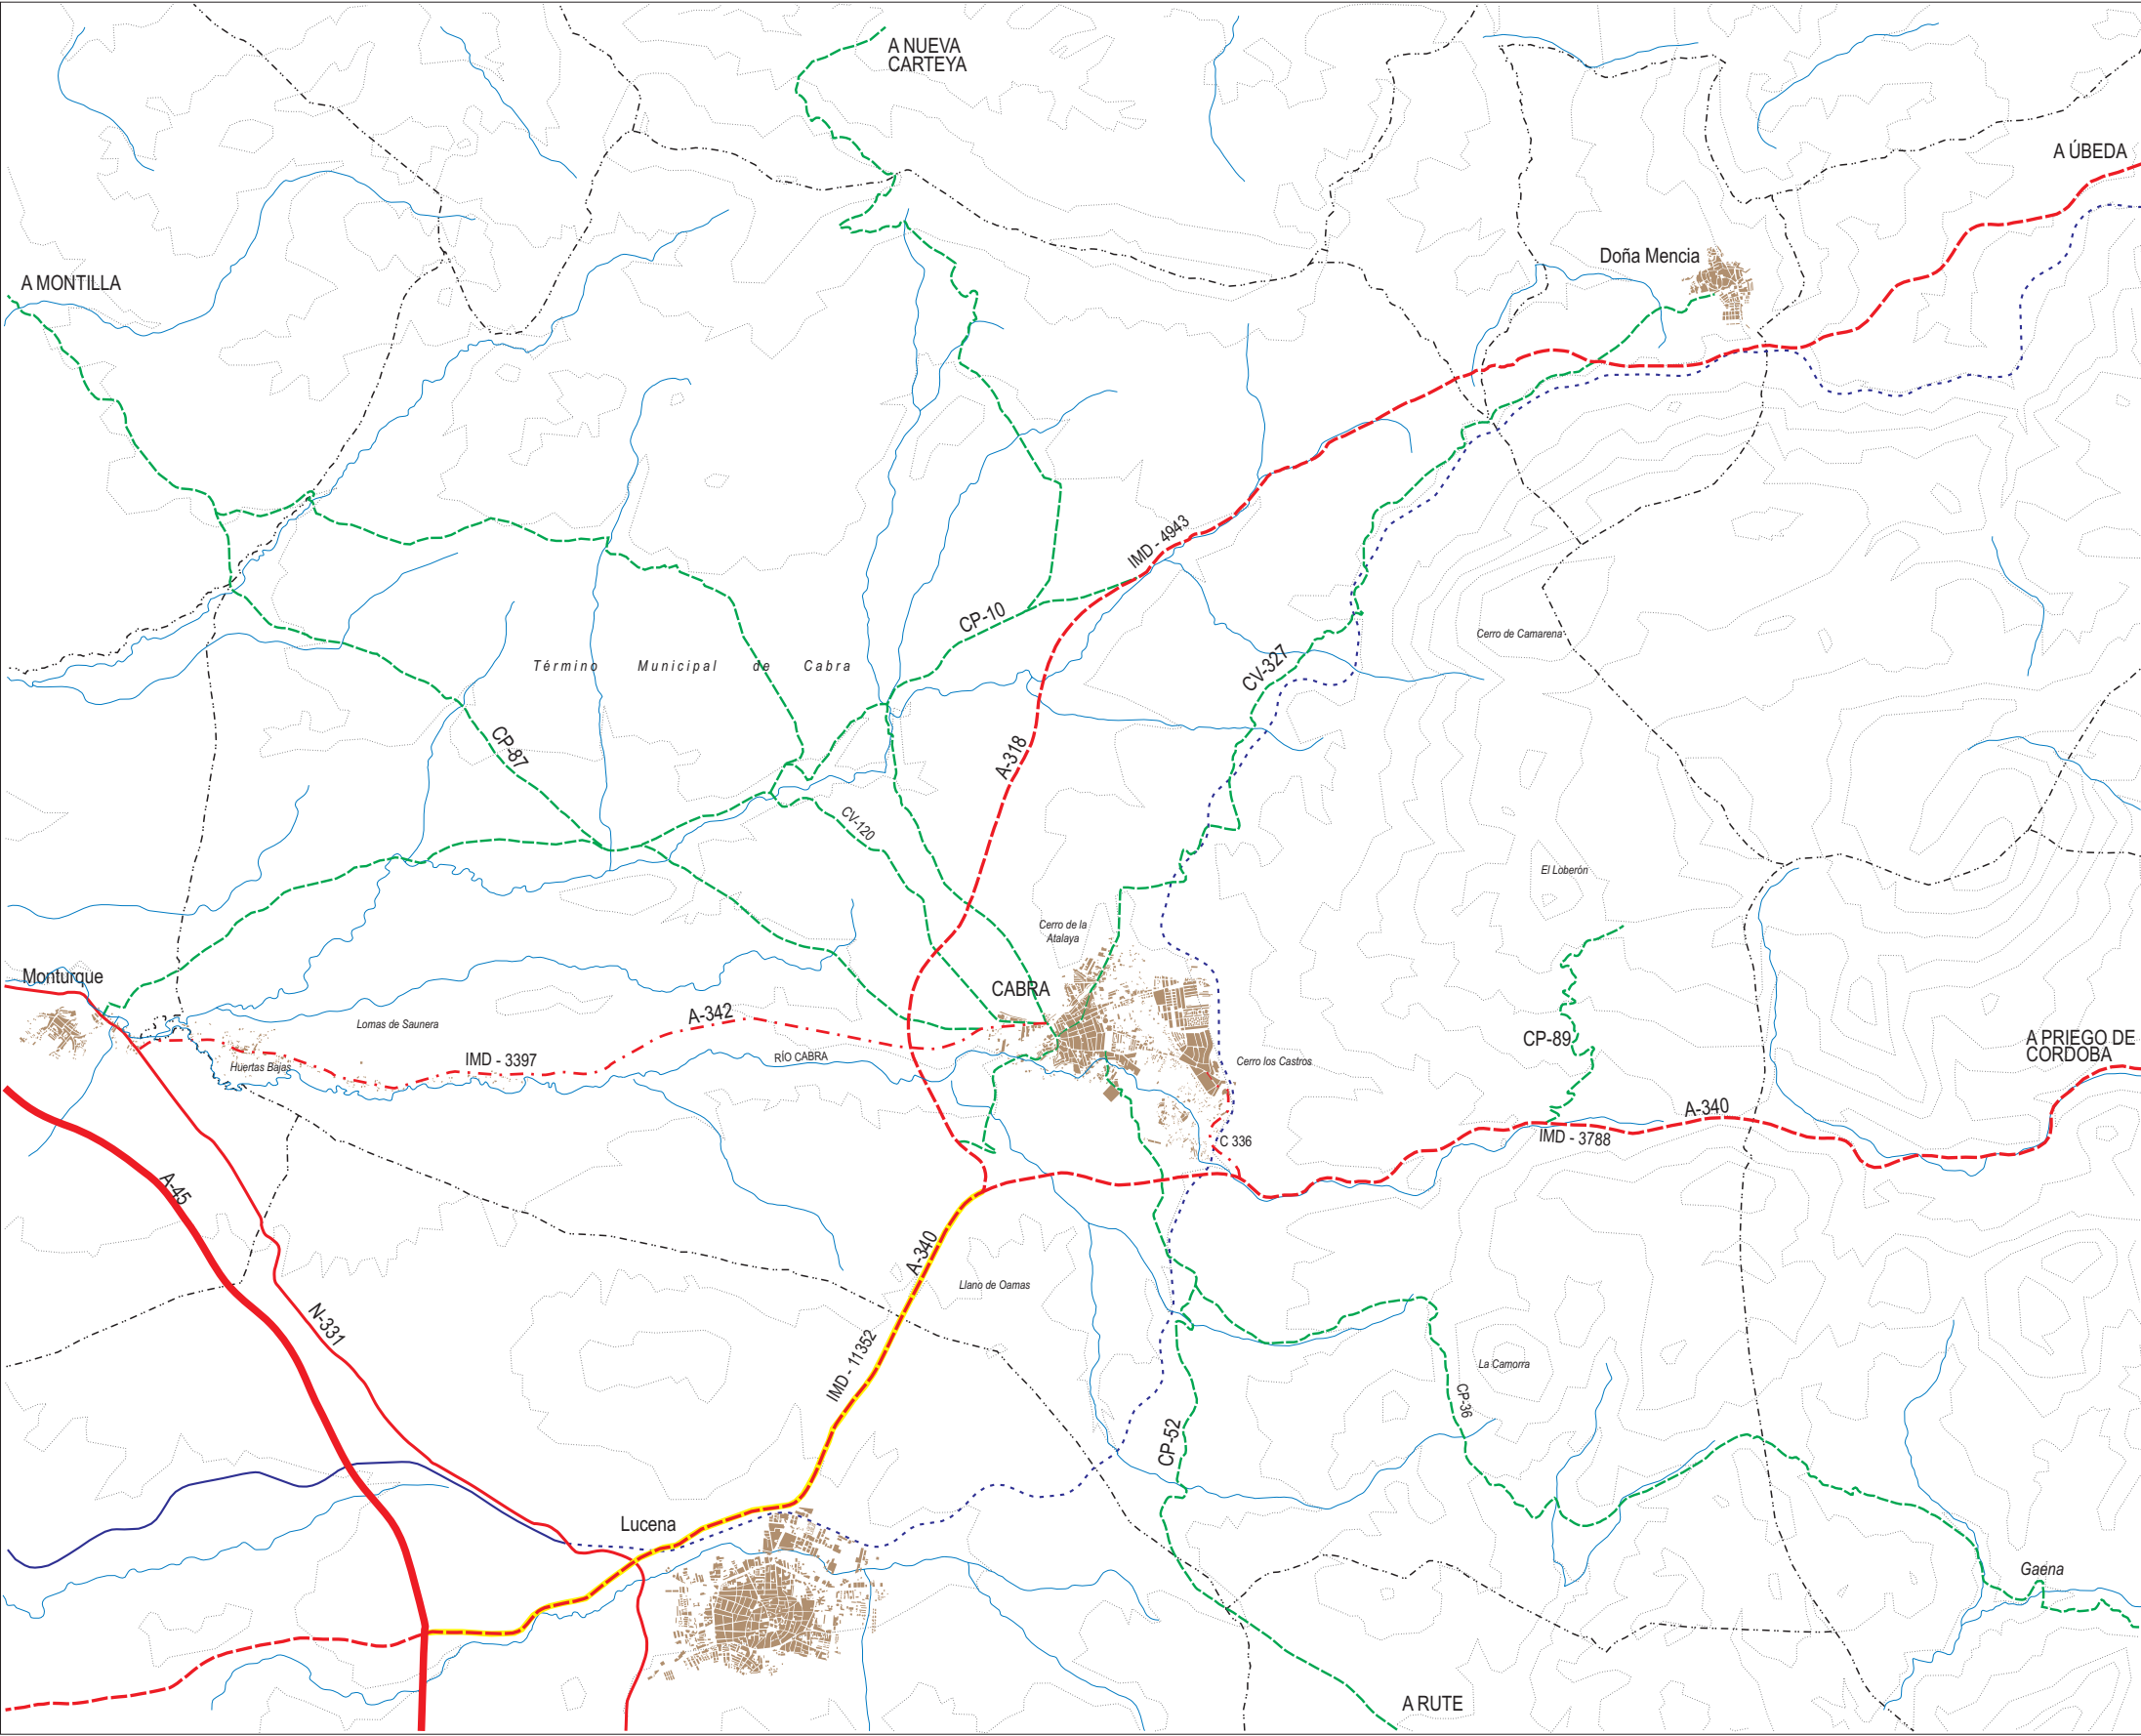 A NUEVA
CARTEYA
A ÚBEDA
Doña Mencia
A MONTILLA
IMD - 4943
CP-10
Cerro de Camarena
Término Municipal de Cabra
CV-327
CP-87
A-318
CV-120
El Loberón
Cerro de la
Atalaya
Monturque
CABRA
A-342
Lomas de Saunera
CP-89
A PRIEGO DE
CORDOBA
IMD - 3397
RÍO CABRA
Huertas Bajas
Cerro los Castros
A-340
IMD - 3788
C 336
A-45
A-340
Llano de Oamas
N-331
IMD - 11352
La Camorra
CP-36
CP-52
Lucena
Gaena
A RUTE